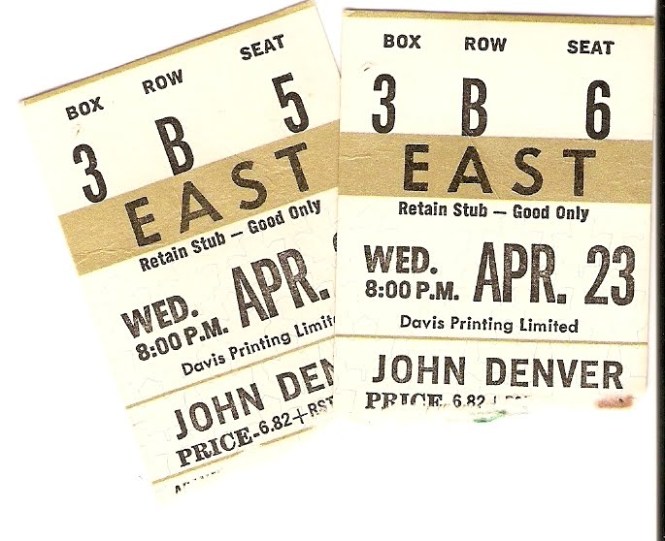 BOX ROW SEAT
3 B 5
EAST
Retain Stub — Good Only
WED. APR.
8:00 P.M.
Davis Printing Limit
JOHN DEN
PRICE-6.82+RST
BOX ROW SEAT
3 B 6
EAST
Retain Stub — Good Only
WED. APR. 23
8:00 P.M.
Davis Printing Limited
JOHN DENVER
PRICE-6.82